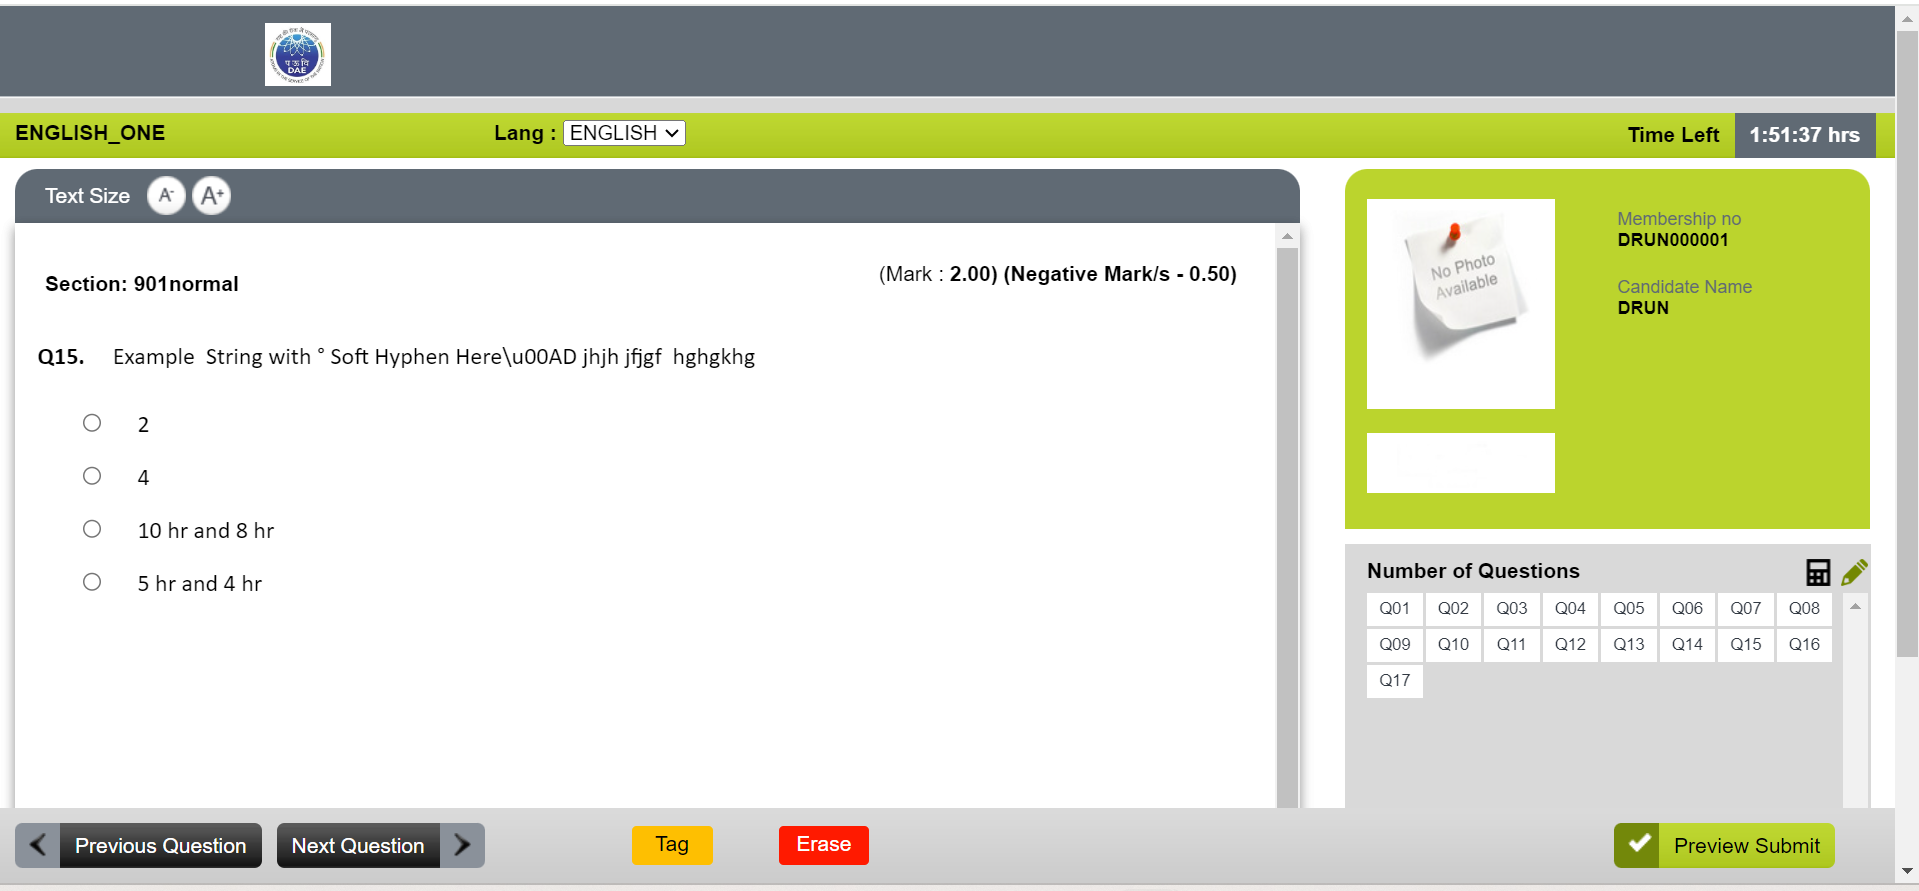 प ऊ वि
DAE
ENGLISH_ONE
Lang : ENGLISH
Time Left 1:51:37 hrs
Text Size A- A+
Section: 901normal
(Mark : 2.00) (Negative Mark/s - 0.50)
Q15. Example  String with ° Soft Hyphen Here\u00AD jhjh jfjgf  hghgkhg
2
4
10 hr and 8 hr
5 hr and 4 hr
No Photo
Available
Membership no
DRUN000001
Candidate Name
DRUN
Number of Questions
Q01 Q02 Q03 Q04 Q05 Q06 Q07 Q08
Q09 Q10 Q11 Q12 Q13 Q14 Q15 Q16
Q17
Previous Question
Next Question
Tag
Erase
Preview Submit